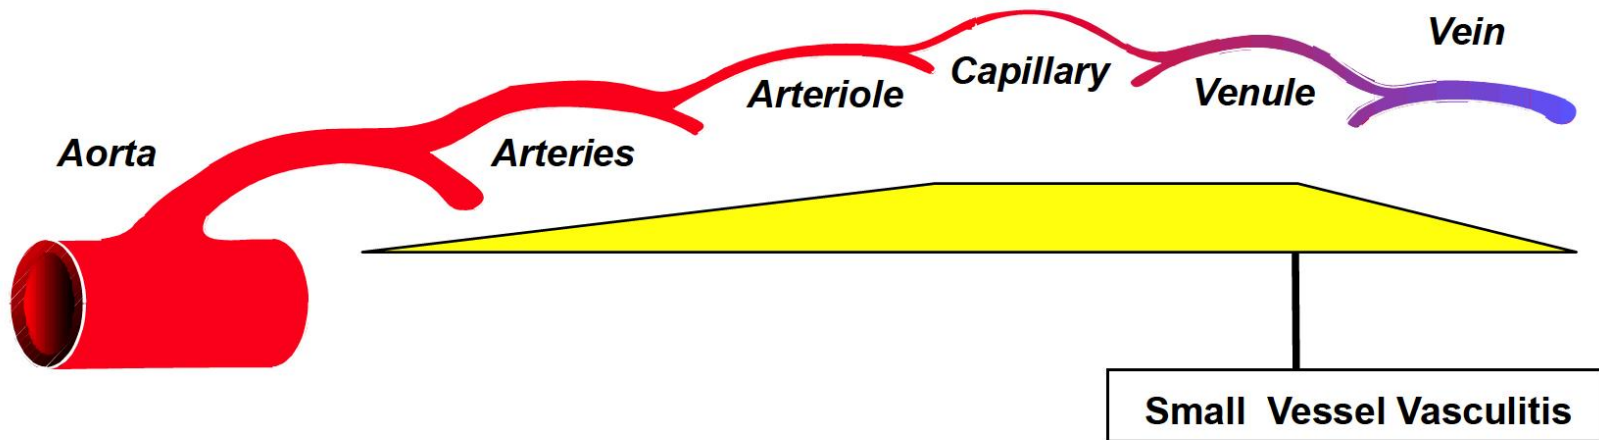 Aorta
Arteries
Arteriole
Capillary
Venule
Vein
Small Vessel Vasculitis